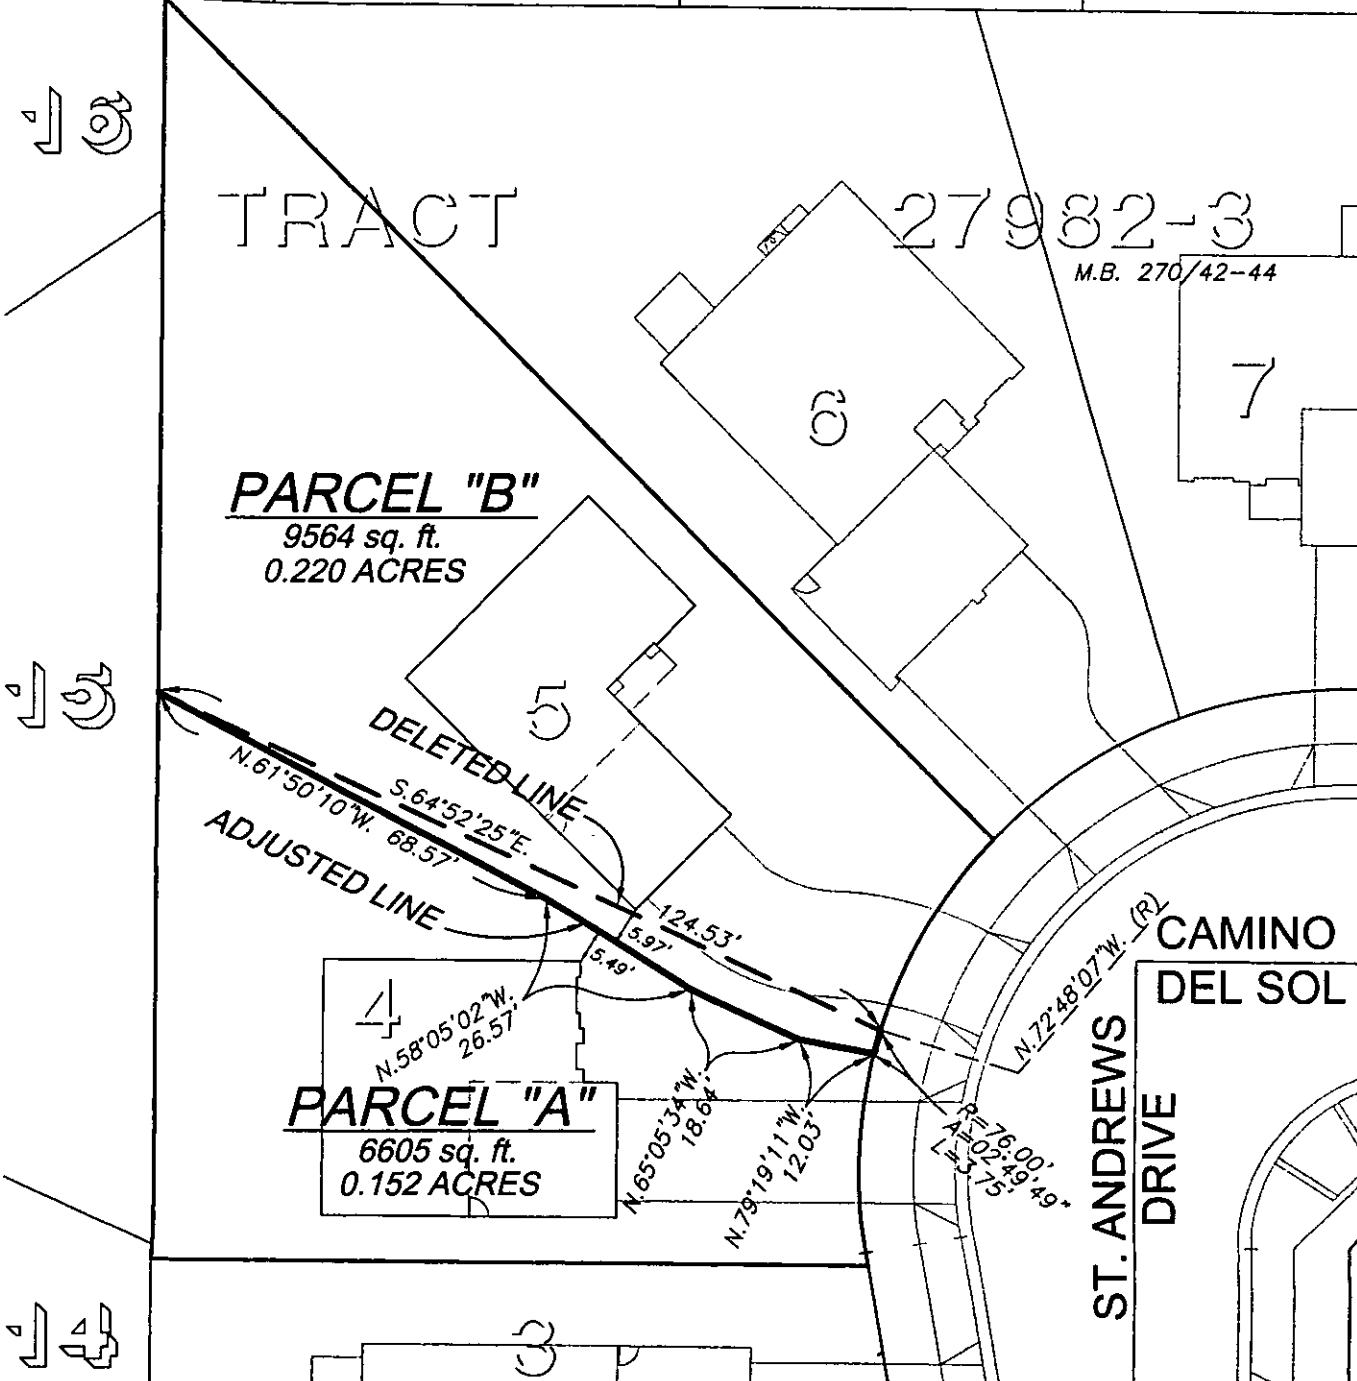 16
TRACT 27982-3
M.B. 270/42-44
7
6
PARCEL "B"
9564 sq. ft.
0.220 ACRES
15
5
DELETED LINE
N.61°50'10"W. 68.57'
S.64°52'25"E.
124.53'
ADJUSTED LINE
5.97'
5.49'
N.72°48'07"W. (R)
CAMINO
DEL SOL
4
N.58°05'02"W.
26.57'
PARCEL "A"
6605 sq. ft.
0.152 ACRES
N.65°05'34"W.
18.64'
N.79°19'11"W.
12.03'
R=76.00'
Δ=02°49'49"
L=3.75'
ST. ANDREWS
DRIVE
14
3